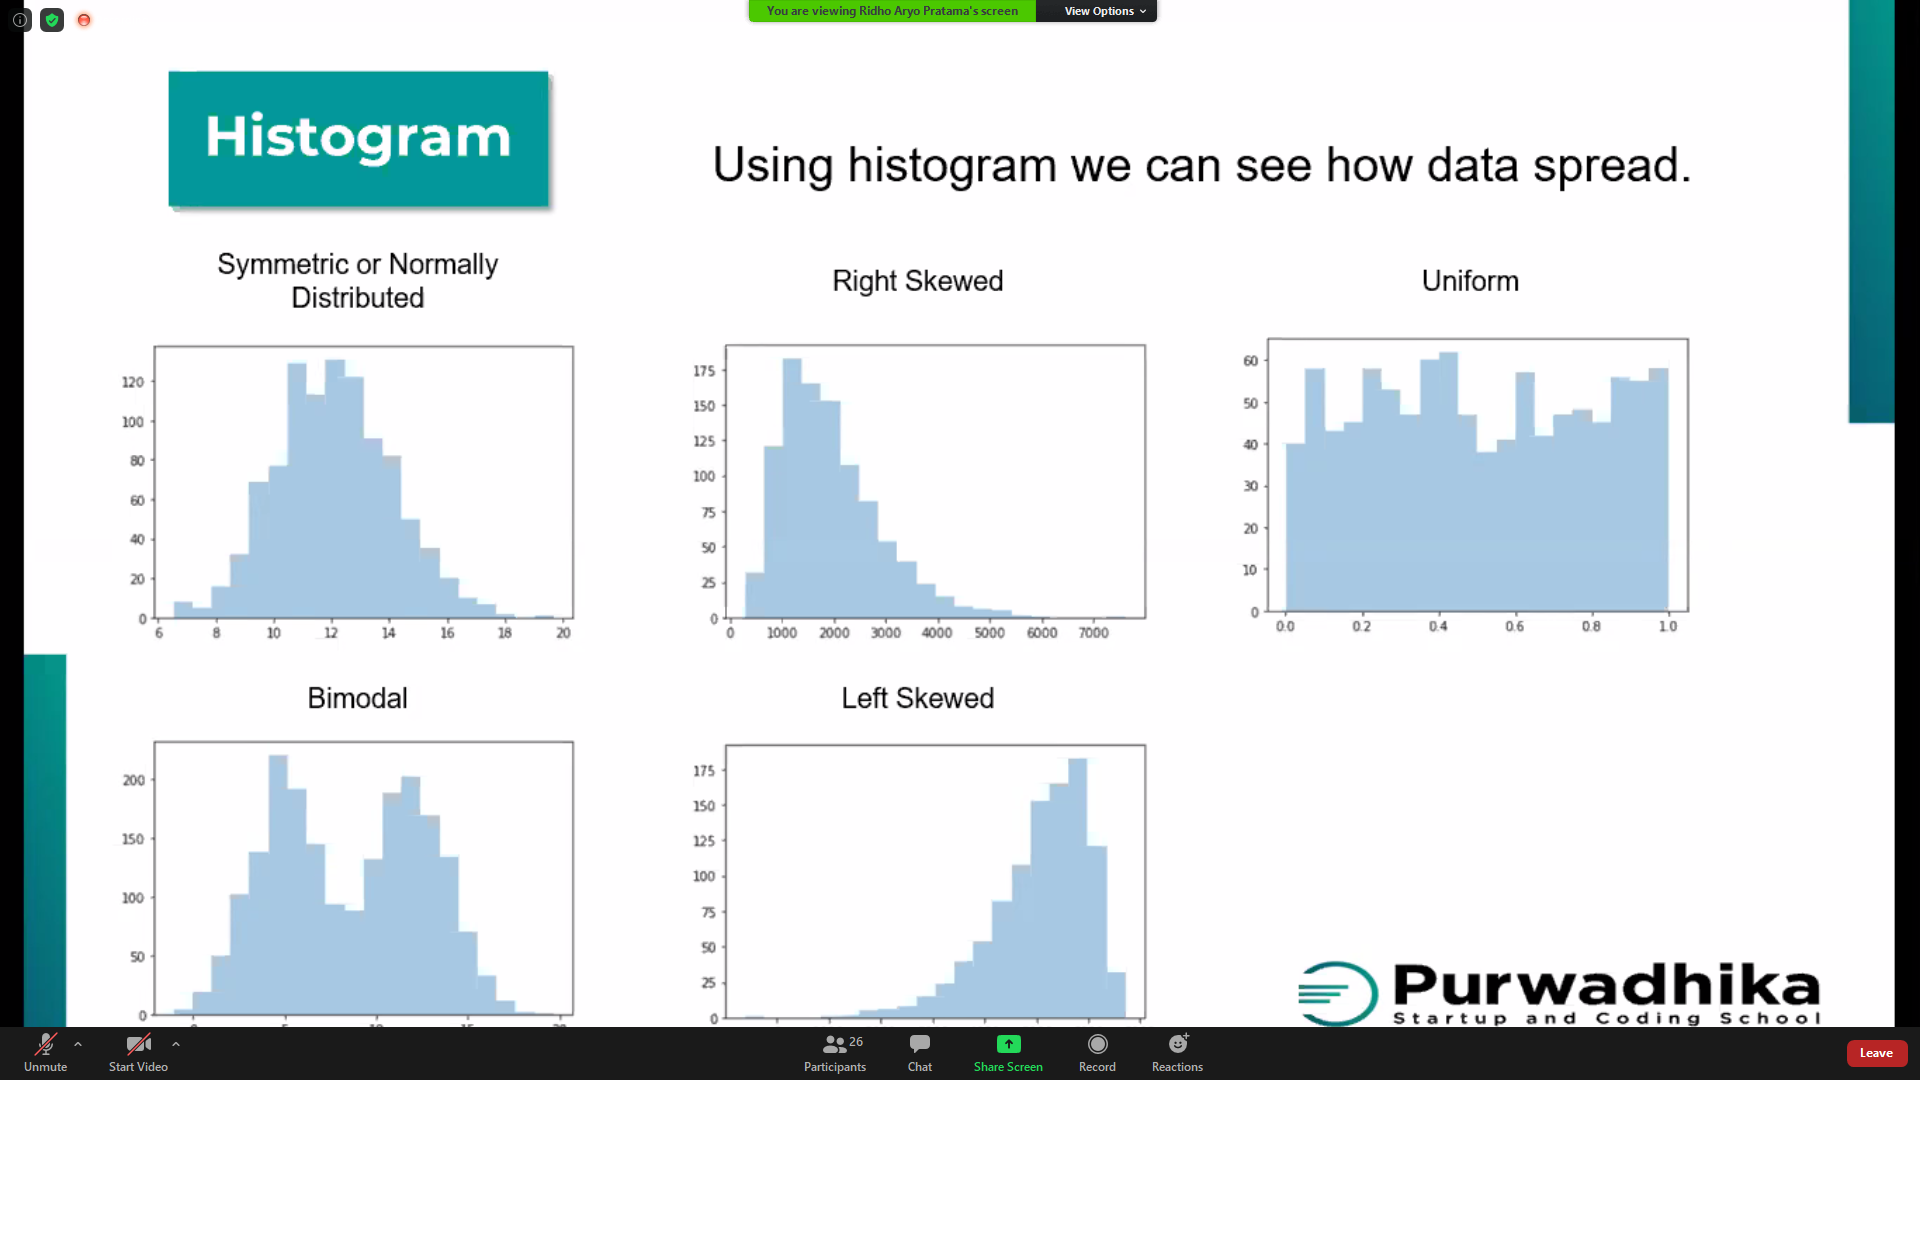 You are viewing Ridho Aryo Pratama's screen
View Options
Histogram
Using histogram we can see how data spread.
Symmetric or Normally
Distributed
120
100
80
60
40
20
0
6 8 10 12 14 16 18 20
Right Skewed
175
150
125
100
75
50
25
0
0 1000 2000 3000 4000 5000 6000 7000
Uniform
60
50
40
30
20
10
0
0.0 0.2 0.4 0.6 0.8 1.0
Bimodal
200
150
100
50
0
Left Skewed
175
150
125
100
75
50
25
0
Purwadhika
Startup and Coding School
Unmute
Start Video
26
Participants
Chat
Share Screen
Record
Reactions
Leave